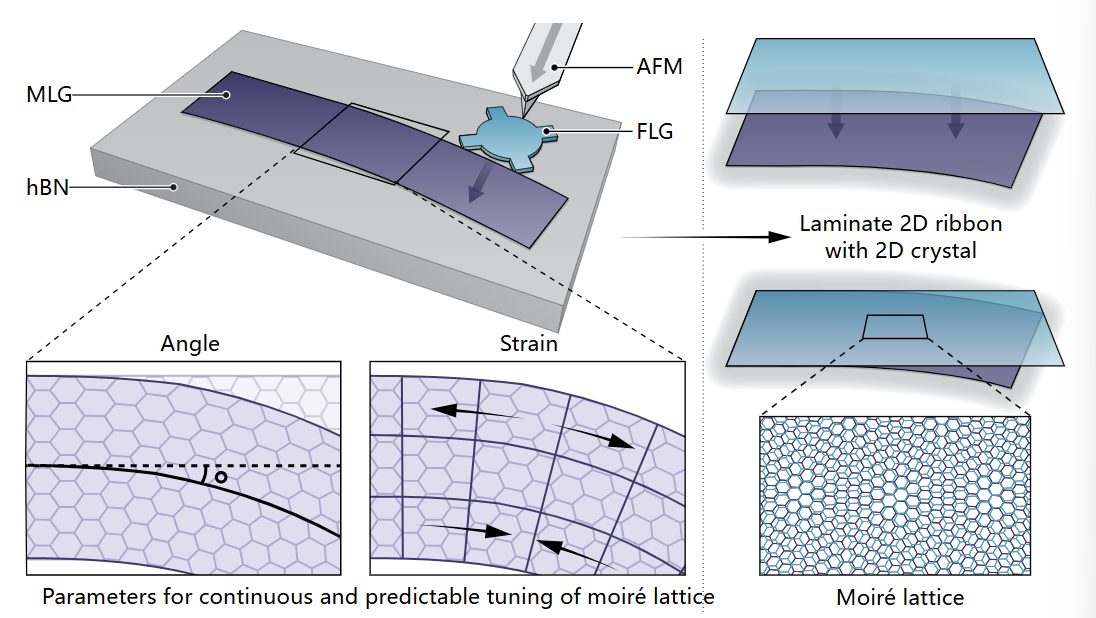 AFM
MLG
FLG
hBN
Laminate 2D ribbon
with 2D crystal
Angle
Strain
Parameters for continuous and predictable tuning of moiré lattice
Moiré lattice